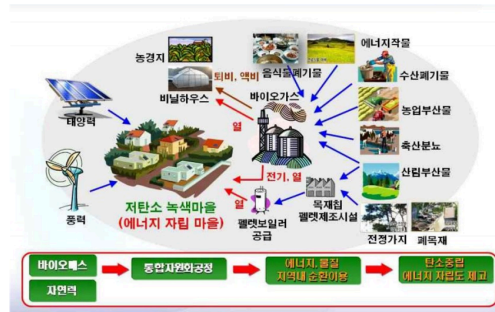 농경지
음식물폐기물
에너지작물
퇴비, 액비
수산폐기물
비닐하우스
바이오가스
농업부산물
태양력
열
축산분뇨
전기, 열
산림부산물
저탄소 녹색마을
(에너지 자립 마을)
열
목재칩
펠렛제조시설
풍력
펠렛보일러
공급
전정가지
폐목재
바이오매스
자연력
통합자원화공정
에너지, 물질
지역내 순환이용
탄소중립
에너지 자립도 제고